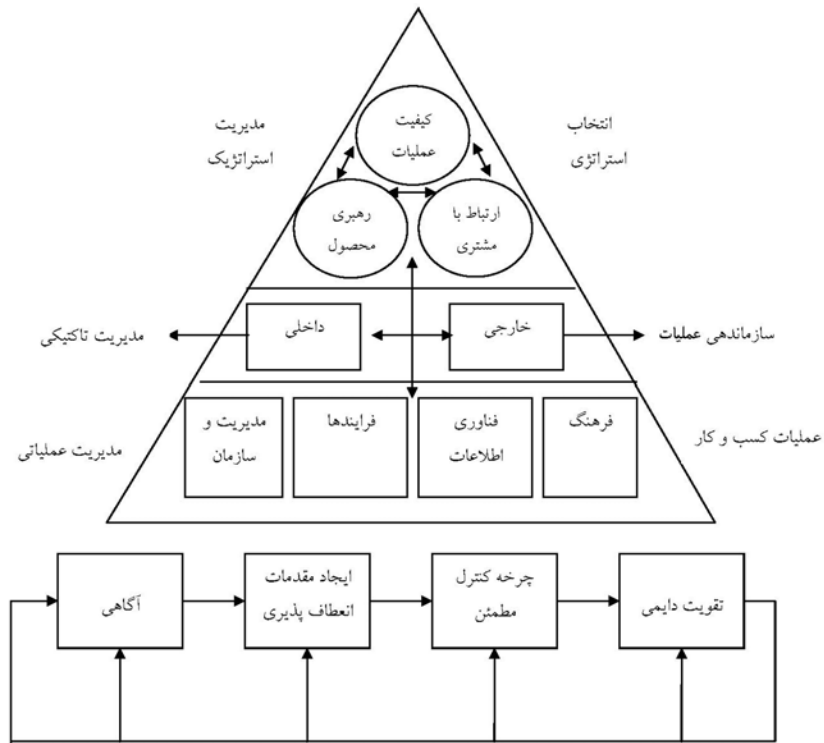 کیفیت
عملیات
انتخاب
استراتژی
مدیریت
استراتژیک
ارتباط با
مشتری
رهبری
محصول
سازماندهی عملیات
خارجی
داخلی
مدیریت تاکتیکی
عملیات کسب و کار
فرهنگ
فناوری
اطلاعات
فرایندها
مدیریت و
سازمان
مدیریت عملیاتی
آگاهی
ایجاد مقدمات
انعطاف پذیری
چرخه کنترل
مطمئن
تقویت دایمی